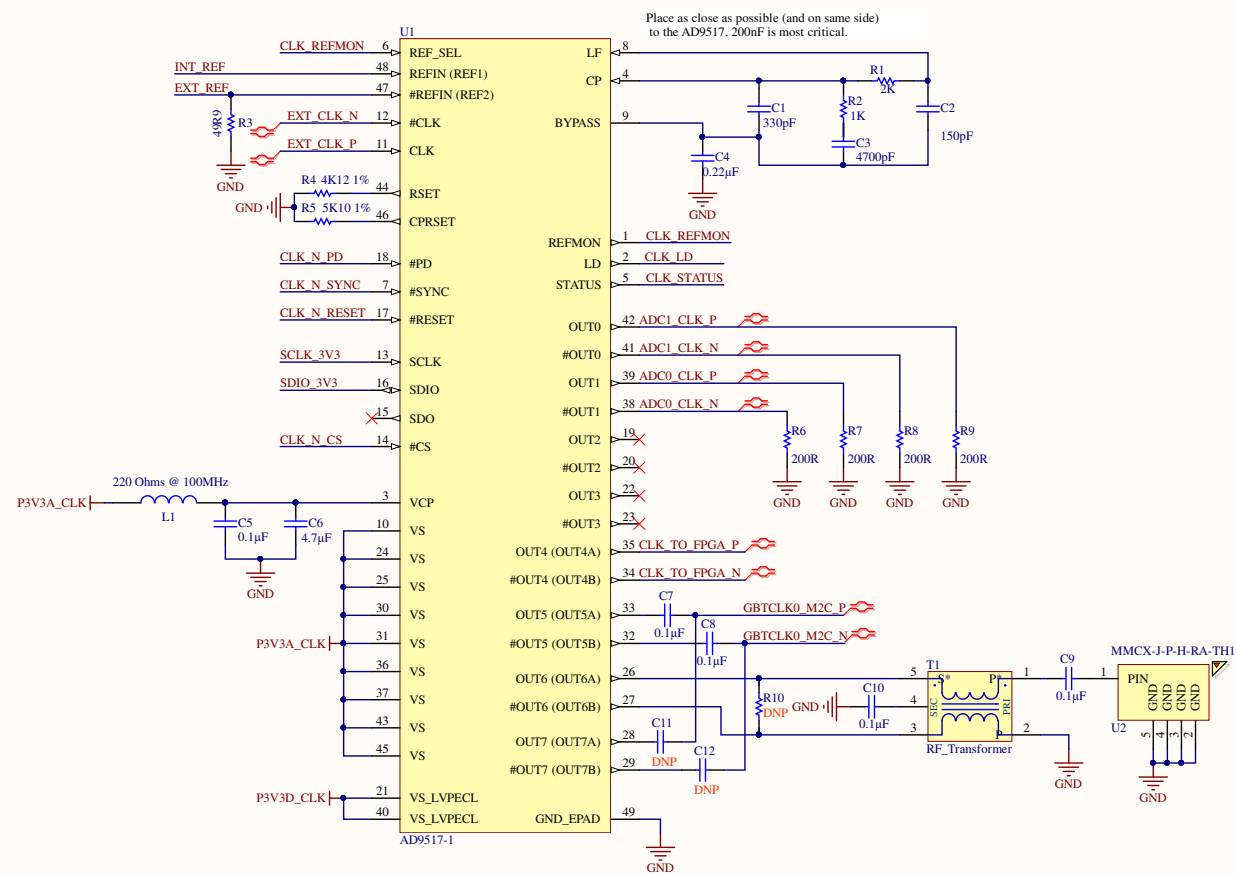 Place as close as possible (and on same side)
to the AD9517. 200nF is most critical.
U1
CLK_REFMON 6 REF_SEL
INT_REF 48 REFIN (REF1)
EXT_REF 47 #REFIN (REF2)
49R9 R3
GND
EXT_CLK_N 12 #CLK
EXT_CLK_P 11 CLK
R4 4K12 1% 44 RSET
GND
R5 5K10 1% 46 CPRSET
CLK_N_PD 18 #PD
CLK_N_SYNC 7 #SYNC
CLK_N_RESET 17 #RESET
SCLK_3V3 13 SCLK
SDIO_3V3 16 SDIO
15 SDO
CLK_N_CS 14 #CS
220 Ohms @ 100MHz
P3V3A_CLK L1 3 VCP
C5 0.1µF
C6 4.7µF
GND
10 VS
24 VS
25 VS
30 VS
P3V3A_CLK 31 VS
36 VS
37 VS
43 VS
45 VS
P3V3D_CLK 21 VS_LVPECL
40 VS_LVPECL
AD9517-1
LF 8
CP 4
BYPASS 9
R1 2K
R2 1K
C1 330pF
C2 150pF
C3 4700pF
C4 0.22µF
GND
REFMON 1 CLK_REFMON
LD 2 CLK_LD
STATUS 5 CLK_STATUS
OUT0 42 ADC1_CLK_P
#OUT0 41 ADC1_CLK_N
OUT1 39 ADC0_CLK_P
#OUT1 38 ADC0_CLK_N
R6 R7 R8 R9
200R 200R 200R 200R
GND GND GND GND
OUT2 19
#OUT2 20
OUT3 22
#OUT3 23
OUT4 (OUT4A) 35 CLK_TO_FPGA_P
#OUT4 (OUT4B) 34 CLK_TO_FPGA_N
OUT5 (OUT5A) 33 C7 0.1µF GBTCLK0_M2C_P
#OUT5 (OUT5B) 32 C8 0.1µF GBTCLK0_M2C_N
OUT6 (OUT6A) 26
#OUT6 (OUT6B) 27
R10 DNP
OUT7 (OUT7A) 28 C11 DNP
#OUT7 (OUT7B) 29 C12 DNP
GND_EPAD 49
GND
GND C10 0.1µF
T1
5 S* P* 1
4 SEC PRI
3 P 2
RF_Transformer
GND
C9 0.1µF
MMCX-J-P-H-RA-TH1
1 PIN
GND GND GND GND
U2
5 4 3 2
GND